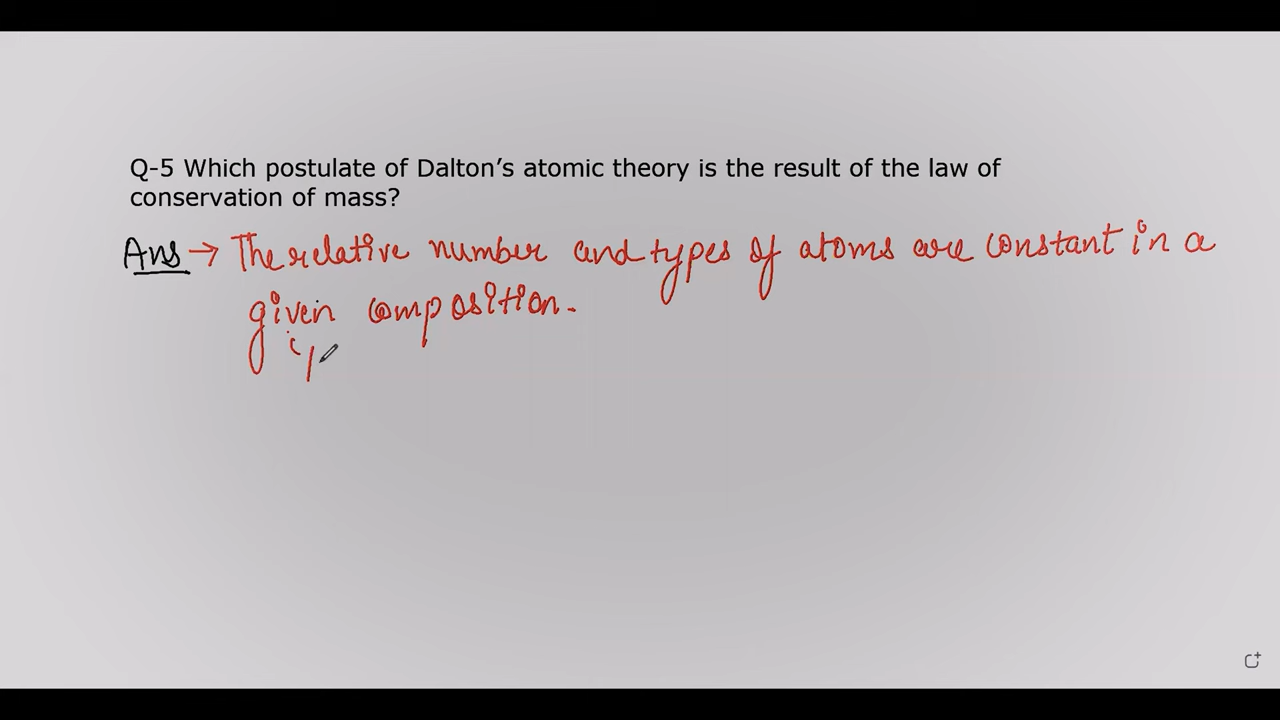 Q-5 Which postulate of Dalton’s atomic theory is the result of the law of
conservation of mass?
Ans → The relative number and types of atoms are constant in a
given composition.